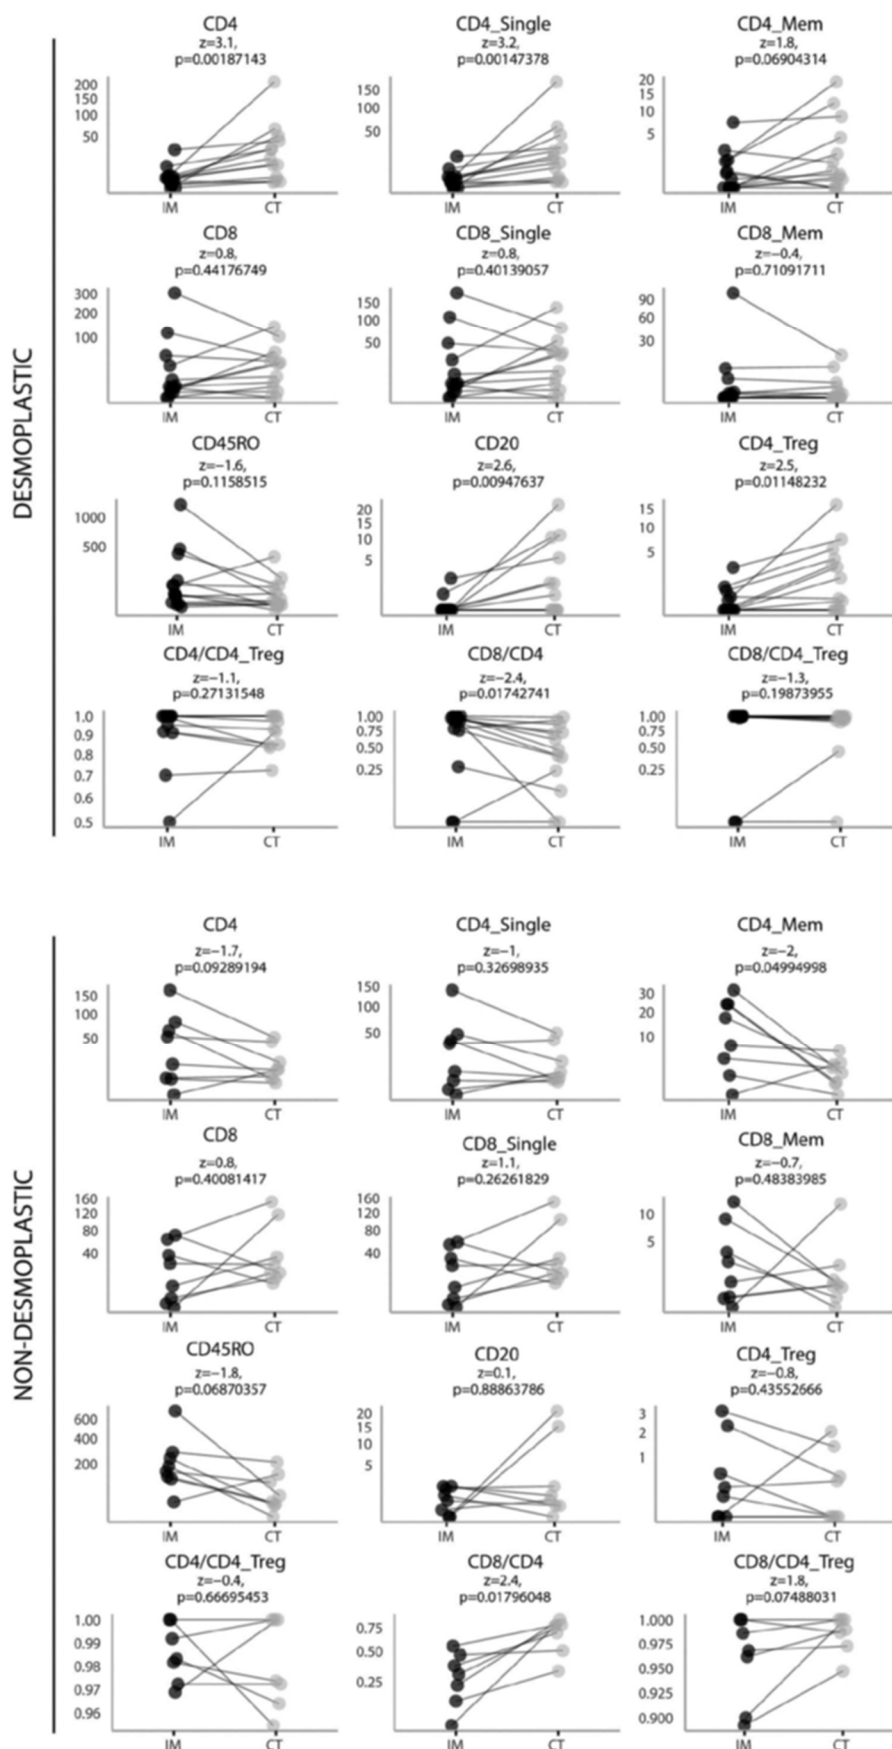 DESMOPLASTIC
CD4
z=3.1,
p=0.00187143
200
150
100
50
IM CT
CD4_Single
z=3.2,
p=0.00147378
150
100
50
IM CT
CD4_Mem
z=1.8,
p=0.06904314
20
15
10
5
IM CT
CD8
z=0.8,
p=0.44176749
300
200
100
IM CT
CD8_Single
z=0.8,
p=0.40139057
150
100
50
IM CT
CD8_Mem
z=−0.4,
p=0.71091711
90
60
30
IM CT
CD45RO
z=−1.6,
p=0.1158515
1000
500
IM CT
CD20
z=2.6,
p=0.00947637
20
15
10
5
IM CT
CD4_Treg
z=2.5,
p=0.01148232
15
10
5
IM CT
CD4/CD4_Treg
z=−1.1,
p=0.27131548
1.0
0.9
0.8
0.7
0.6
0.5
IM CT
CD8/CD4
z=−2.4,
p=0.01742741
1.00
0.75
0.50
0.25
IM CT
CD8/CD4_Treg
z=−1.3,
p=0.19873955
1.00
0.75
0.50
0.25
IM CT
NON-DESMOPLASTIC
CD4
z=−1.7,
p=0.09289194
150
100
50
IM CT
CD4_Single
z=−1,
p=0.32698935
150
100
50
IM CT
CD4_Mem
z=−2,
p=0.04994998
30
20
10
IM CT
CD8
z=0.8,
p=0.40081417
160
120
80
40
IM CT
CD8_Single
z=1.1,
p=0.26261829
160
120
80
40
IM CT
CD8_Mem
z=−0.7,
p=0.48383985
10
5
IM CT
CD45RO
z=−1.8,
p=0.06870357
600
400
200
IM CT
CD20
z=0.1,
p=0.88863786
20
15
10
5
IM CT
CD4_Treg
z=−0.8,
p=0.43552666
3
2
1
IM CT
CD4/CD4_Treg
z=−0.4,
p=0.66695453
1.00
0.99
0.98
0.97
0.96
IM CT
CD8/CD4
z=2.4,
p=0.01796048
0.75
0.50
0.25
IM CT
CD8/CD4_Treg
z=1.8,
p=0.07488031
1.000
0.975
0.950
0.925
0.900
IM CT